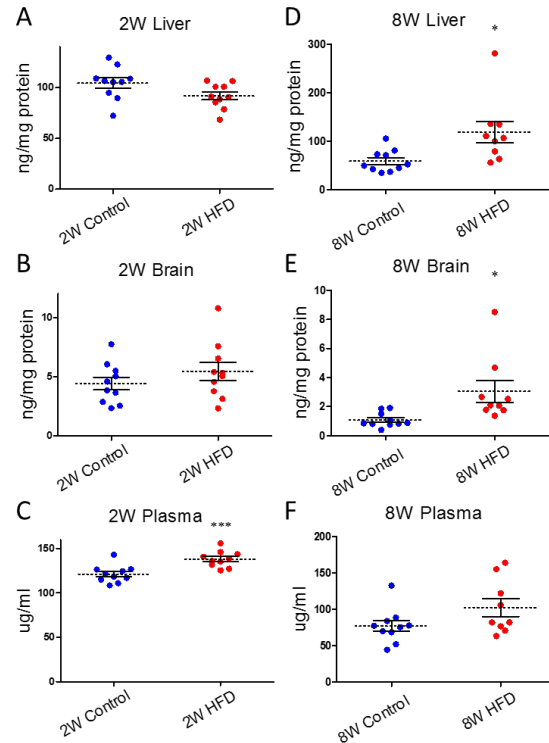 A
2W Liver
ng/mg protein
100
50
0
2W Control
2W HFD
B
2W Brain
ng/mg protein
10
5
0
2W Control
2W HFD
C
2W Plasma
***
ug/ml
150
100
50
0
2W Control
2W HFD
D
8W Liver
*
ng/mg protein
300
200
100
0
8W Control
8W HFD
E
8W Brain
*
ng/mg protein
10
8
6
4
2
0
8W Control
8W HFD
F
8W Plasma
ug/ml
200
150
100
50
0
8W Control
8W HFD